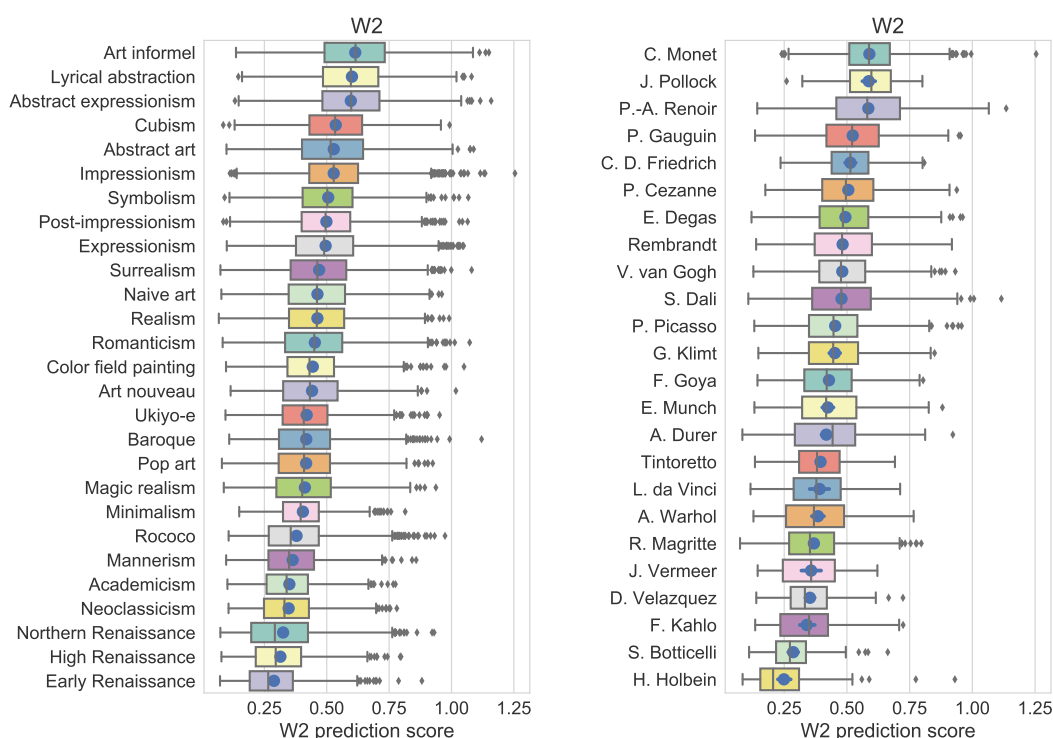 W2
Art informel
Lyrical abstraction
Abstract expressionism
Cubism
Abstract art
Impressionism
Symbolism
Post-impressionism
Expressionism
Surrealism
Naive art
Realism
Romanticism
Color field painting
Art nouveau
Ukiyo-e
Baroque
Pop art
Magic realism
Minimalism
Rococo
Mannerism
Academicism
Neoclassicism
Northern Renaissance
High Renaissance
Early Renaissance
0.25 0.50 0.75 1.00 1.25
W2 prediction score
W2
C. Monet
J. Pollock
P.-A. Renoir
P. Gauguin
C. D. Friedrich
P. Cezanne
E. Degas
Rembrandt
V. van Gogh
S. Dali
P. Picasso
G. Klimt
F. Goya
E. Munch
A. Durer
Tintoretto
L. da Vinci
A. Warhol
R. Magritte
J. Vermeer
D. Velazquez
F. Kahlo
S. Botticelli
H. Holbein
0.25 0.50 0.75 1.00 1.25
W2 prediction score